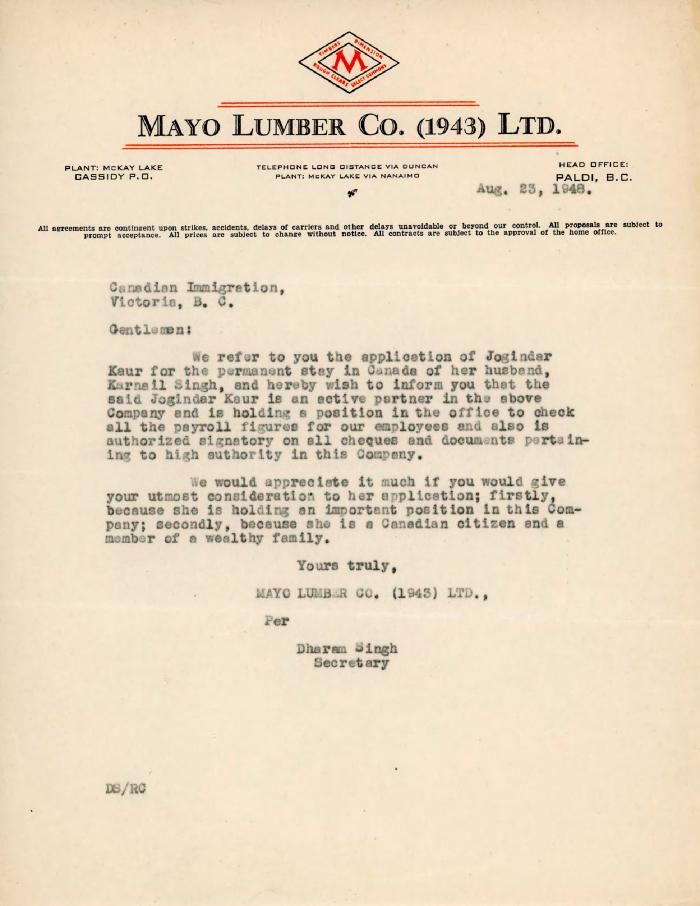 TIMBERS DIMENSION
M
ROUGH CLEARS SELECT COMMONS
MAYO LUMBER CO. (1943) LTD.
PLANT: MCKAY LAKE
CASSIDY P.O.
TELEPHONE LONG DISTANCE VIA DUNCAN
PLANT: MCKAY LAKE VIA NANAIMO
HEAD OFFICE:
PALDI, B.C.
Aug. 23, 1948.
All agreements are contingent upon strikes, accidents, delays of carriers and other delays unavoidable or beyond our control. All proposals are subject to
prompt acceptance. All prices are subject to change without notice. All contracts are subject to the approval of the home office.
Canadian Immigration,
Victoria, B. C.
Gentlemen:
We refer to you the application of Jogindar
Kaur for the permanent stay in Canada of her husband,
Karnail Singh, and hereby wish to inform you that the
said Jogindar Kaur is an active partner in the above
Company and is holding a position in the office to check
all the payroll figures for our employees and also is
authorized signatory on all cheques and documents pertain-
ing to high authority in this Company.
We would appreciate it much if you would give
your utmost consideration to her application; firstly,
because she is holding an important position in this Com-
pany; secondly, because she is a Canadian citizen and a
member of a wealthy family.
Yours truly,
MAYO LUMBER CO. (1943) LTD.,
Per
Dharam Singh
Secretary
DS/RC